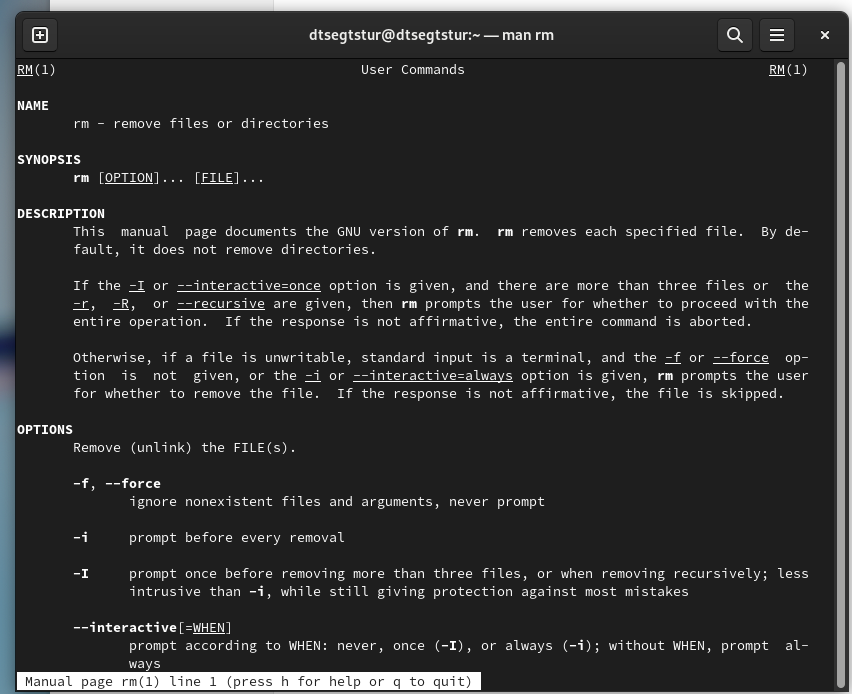 dtsegtstur@dtsegtstur:~ — man rm
RM(1) User Commands RM(1)
NAME
rm - remove files or directories
SYNOPSIS
rm [OPTION]... [FILE]...
DESCRIPTION
This manual page documents the GNU version of rm. rm removes each specified file. By de-
fault, it does not remove directories.
If the -I or --interactive=once option is given, and there are more than three files or the
-r, -R, or --recursive are given, then rm prompts the user for whether to proceed with the
entire operation. If the response is not affirmative, the entire command is aborted.
Otherwise, if a file is unwritable, standard input is a terminal, and the -f or --force op-
tion is not given, or the -i or --interactive=always option is given, rm prompts the user
for whether to remove the file. If the response is not affirmative, the file is skipped.
OPTIONS
Remove (unlink) the FILE(s).
-f, --force
ignore nonexistent files and arguments, never prompt
-i prompt before every removal
-I prompt once before removing more than three files, or when removing recursively; less
intrusive than -i, while still giving protection against most mistakes
--interactive[=WHEN]
prompt according to WHEN: never, once (-I), or always (-i); without WHEN, prompt al-
ways
Manual page rm(1) line 1 (press h for help or q to quit)